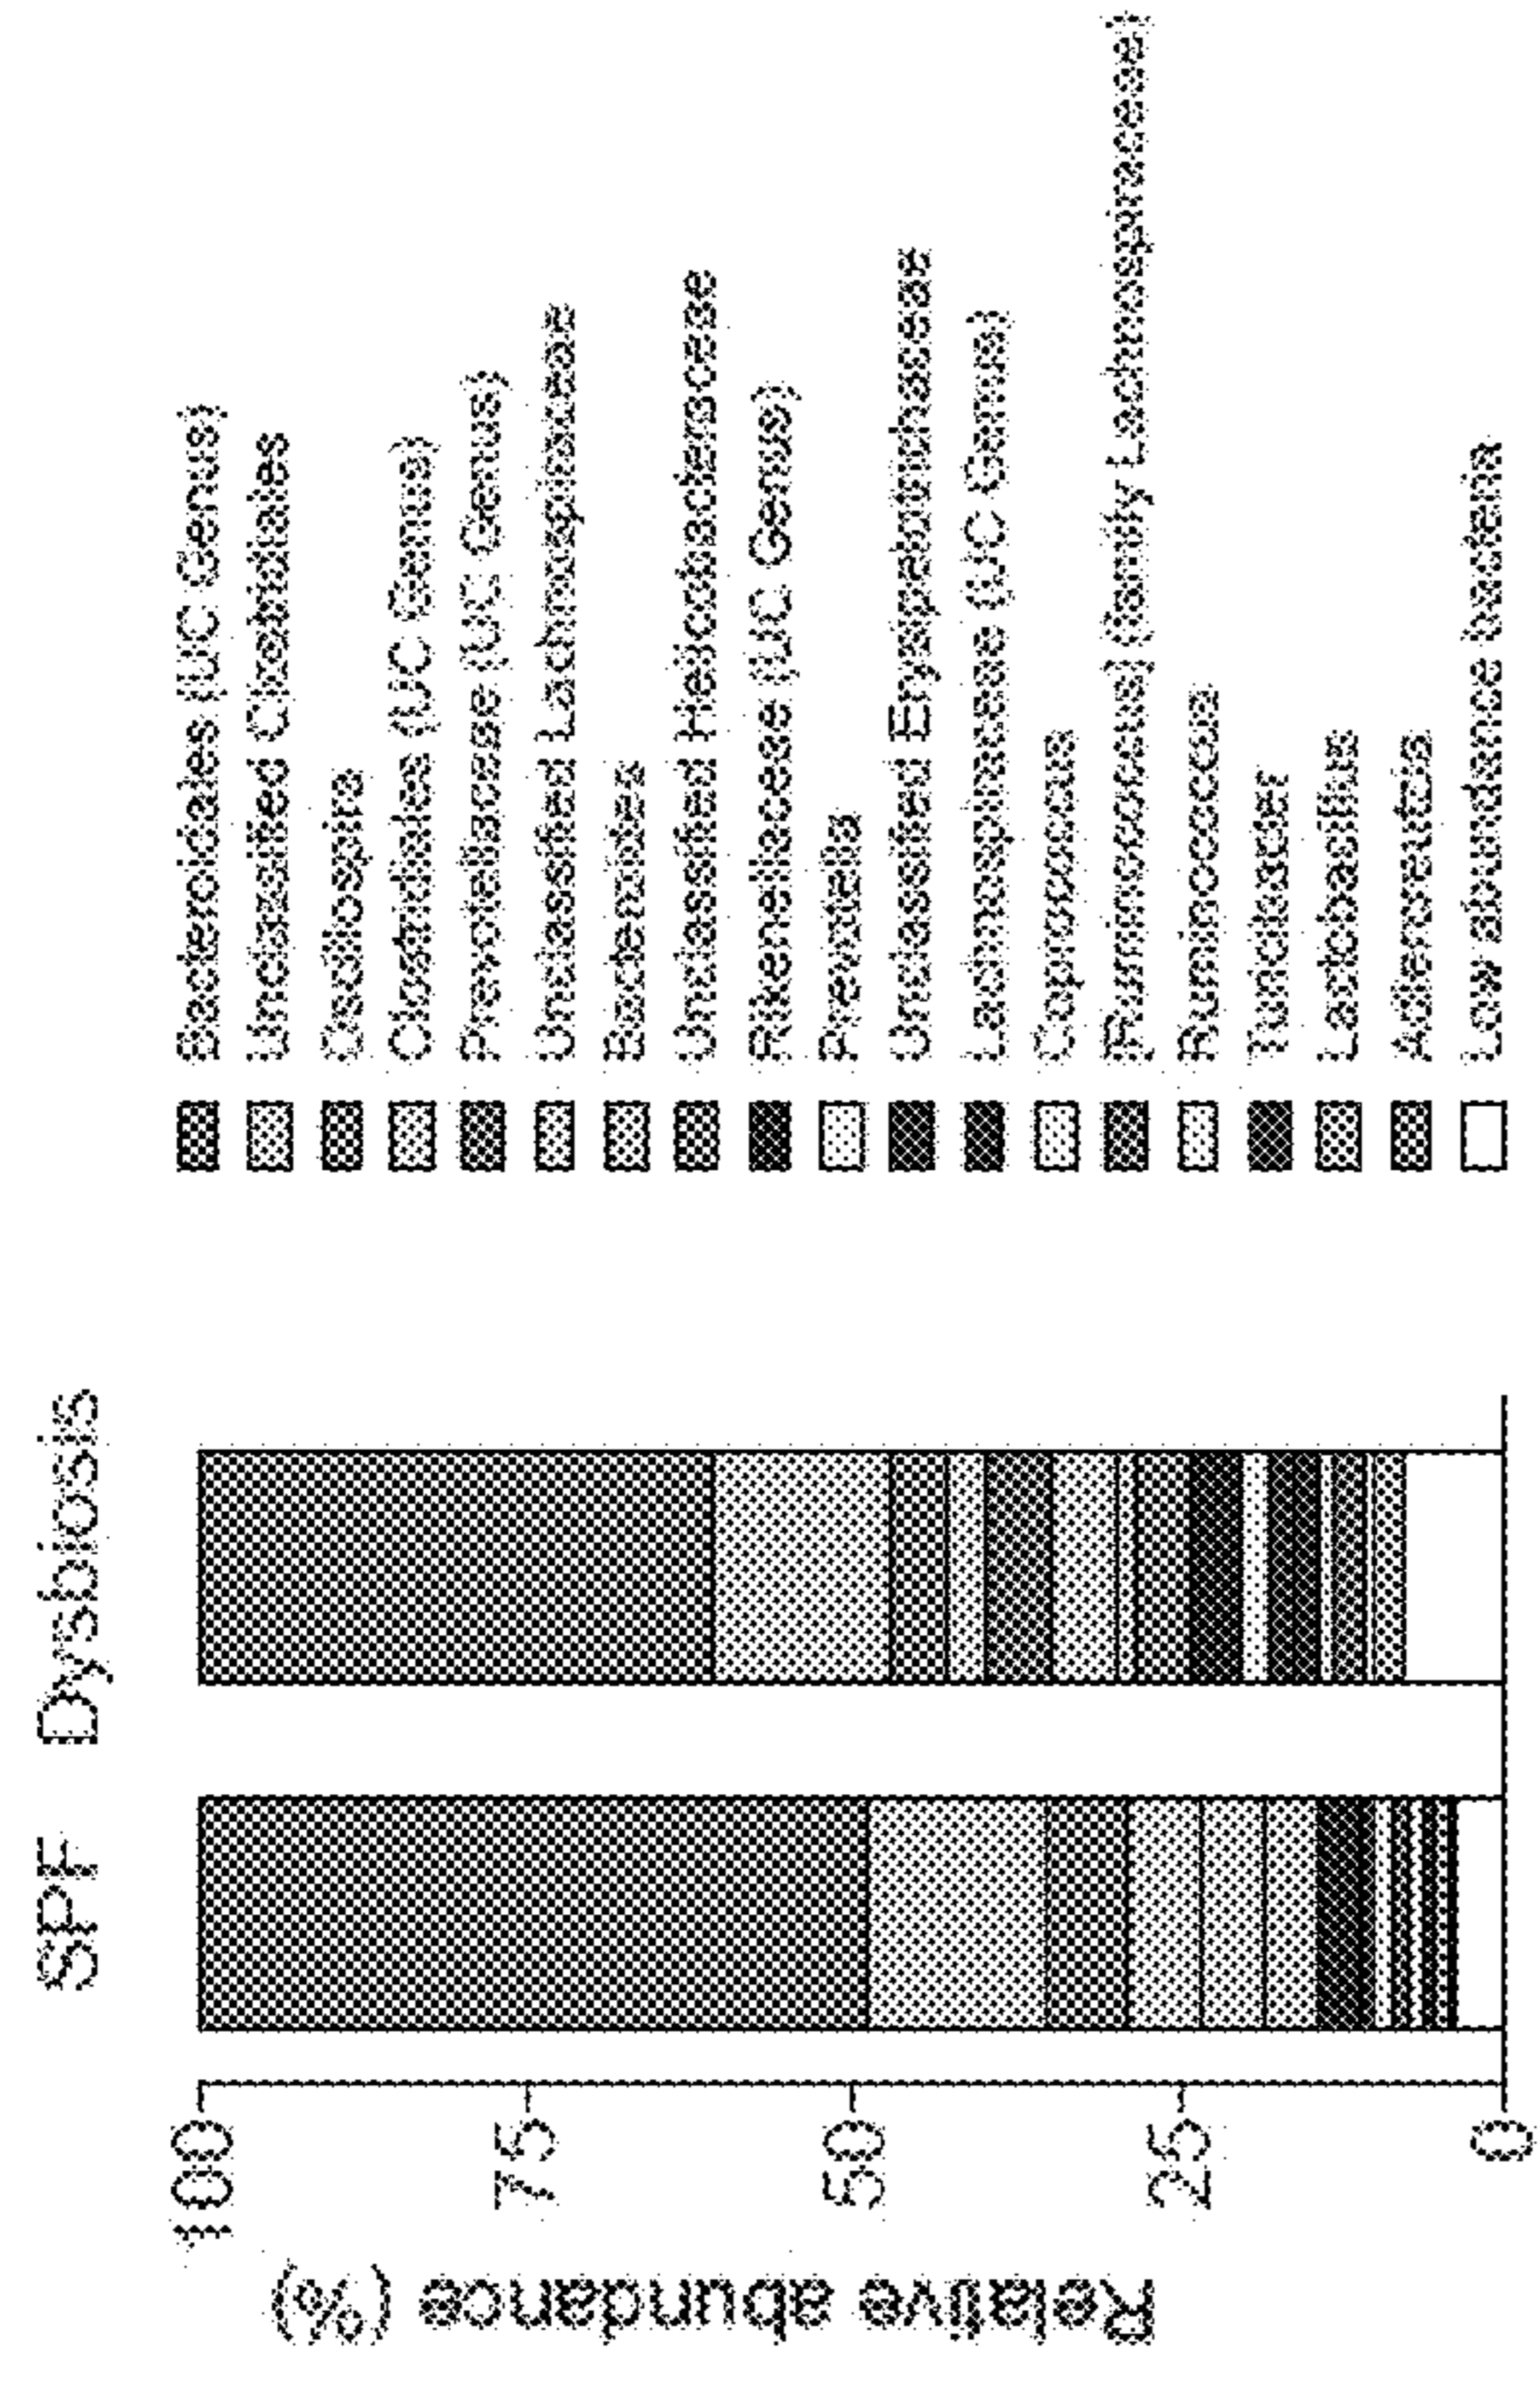 SPF Dysbiosis
Relative abundance (%)
100
75
50
25
0
Bacteroidales (UC Genus)
Unclassified Clostridiales
Oscillospira
Clostridiales (UC Genus)
Prevotellaceae (UC Genus)
Unclassified Lachnospiraceae
Bacteroides
Unclassified Helicobacteraceae
Rikenellaceae (UC Genus)
Prevotella
Unclassified Erysipelotrichaceae
Lachnospiraceae (UC Genus)
Coprococcus
[Ruminococcus] (family Lachnospiraceae)
Ruminococcus
Turicibacter
Lactobacillus
Adlercreutzia
Low abundance bacteria